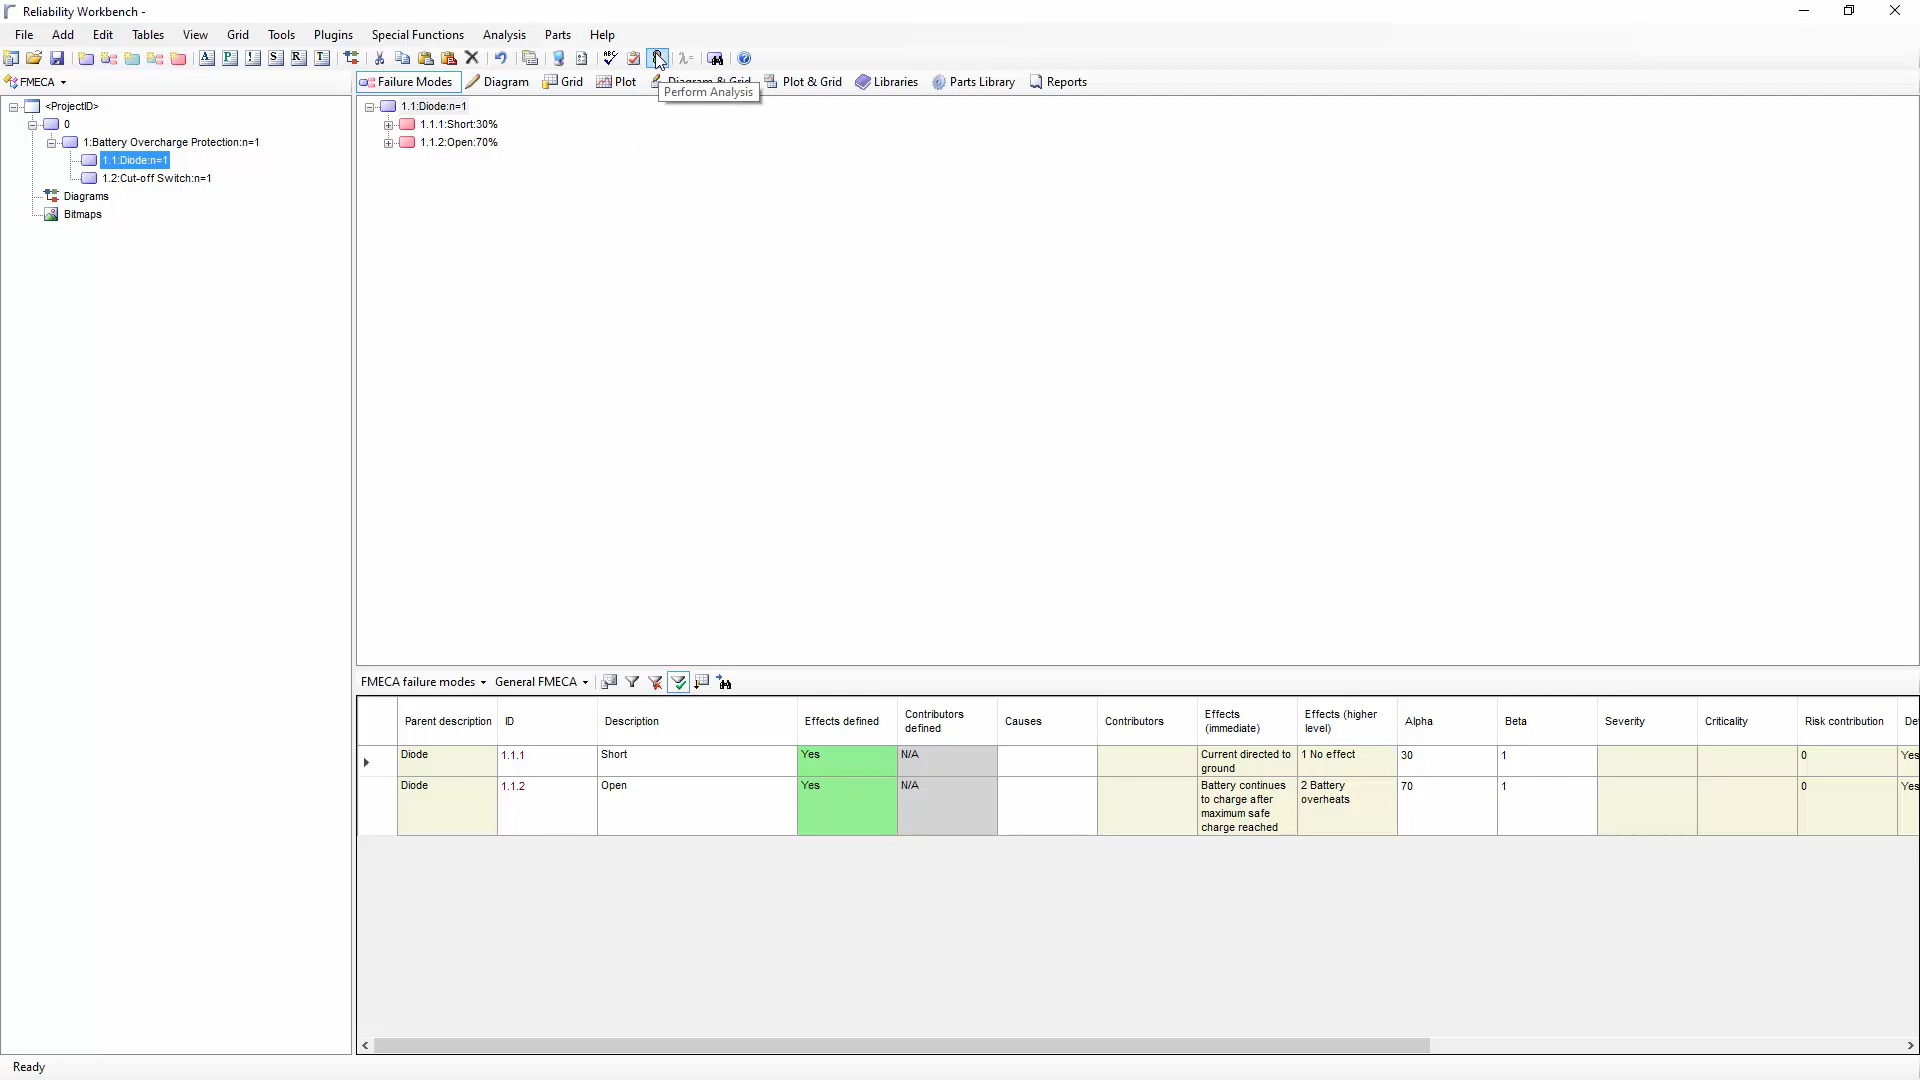 Reliability Workbench -
File Add Edit Tables View Grid Tools Plugins Special Functions Analysis Parts Help
A P ! S R T ABC λ= ?
FMECA
Failure Modes Diagram Grid Plot Diagram & Grid Plot & Grid Libraries Parts Library Reports
Perform Analysis
<ProjectID>
0
1:Battery Overcharge Protection:n=1
1.1:Diode:n=1
1.2:Cut-off Switch:n=1
Diagrams
Bitmaps
1.1:Diode:n=1
1.1.1:Short:30%
1.1.2:Open:70%
FMECA failure modes General FMECA
Parent description ID Description Effects defined Contributors defined Causes Contributors Effects (immediate) Effects (higher level) Alpha Beta Severity Criticality Risk contribution De
Diode 1.1.1 Short Yes N/A Current directed to ground 1 No effect 30 1 0 Yes
Diode 1.1.2 Open Yes N/A Battery continues to charge after maximum safe charge reached 2 Battery overheats 70 1 0 Yes
Ready